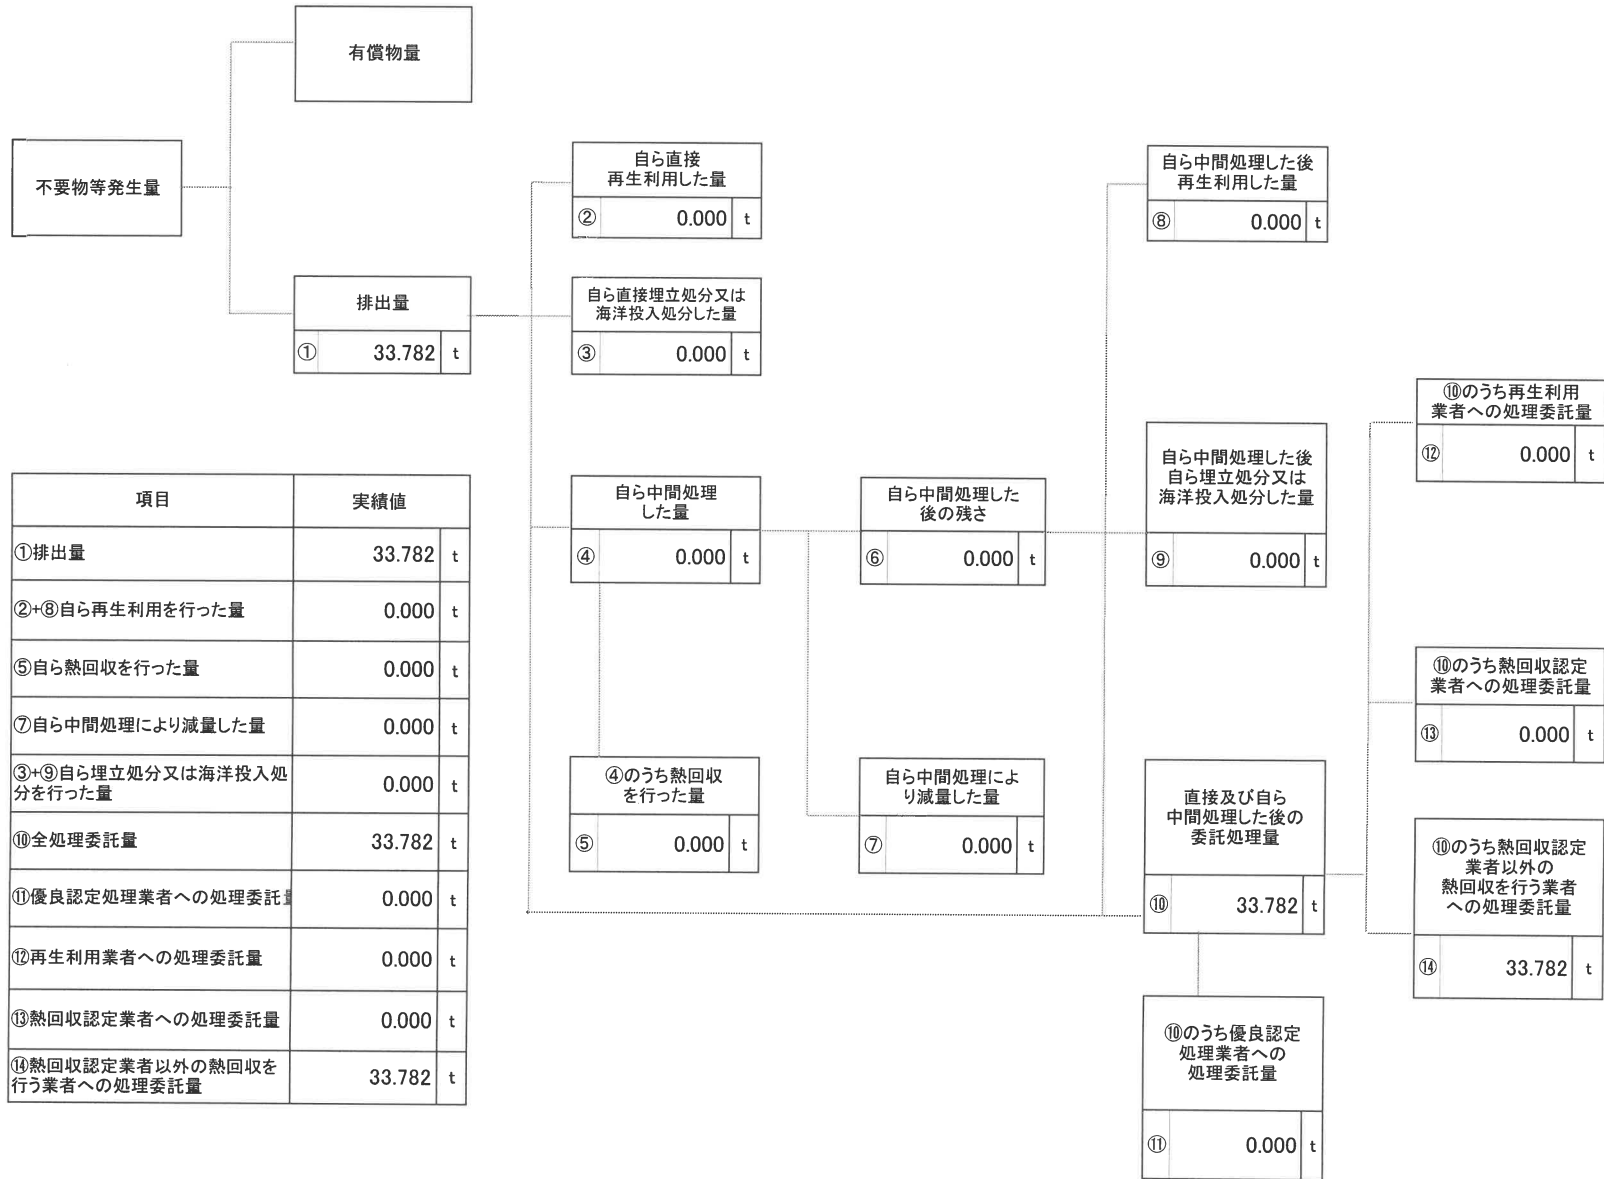 有償物量
不要物等発生量
排出量
① 33.782 t
自ら直接
再生利用した量
② 0.000 t
自ら直接埋立処分又は
海洋投入処分した量
③ 0.000 t
自ら中間処理
した量
④ 0.000 t
④のうち熱回収
を行った量
⑤ 0.000 t
自ら中間処理した
後の残さ
⑥ 0.000 t
自ら中間処理によ
り減量した量
⑦ 0.000 t
自ら中間処理した後
再生利用した量
⑧ 0.000 t
自ら中間処理した後
自ら埋立処分又は
海洋投入処分した量
⑨ 0.000 t
直接及び自ら
中間処理した後の
委託処理量
⑩ 33.782 t
⑩のうち優良認定
処理業者への
処理委託量
⑪ 0.000 t
⑩のうち再生利用
業者への処理委託量
⑫ 0.000 t
⑩のうち熱回収認定
業者への処理委託量
⑬ 0.000 t
⑩のうち熱回収認定
業者以外の
熱回収を行う業者
への処理委託量
⑭ 33.782 t
項目 実績値
①排出量 33.782 t
②+⑧自ら再生利用を行った量 0.000 t
⑤自ら熱回収を行った量 0.000 t
⑦自ら中間処理により減量した量 0.000 t
③+⑨自ら埋立処分又は海洋投入処
分を行った量 0.000 t
⑩全処理委託量 33.782 t
⑪優良認定処理業者への処理委託 0.000 t
⑫再生利用業者への処理委託量 0.000 t
⑬熱回収認定業者への処理委託量 0.000 t
⑭熱回収認定業者以外の熱回収を
行う業者への処理委託量 33.782 t